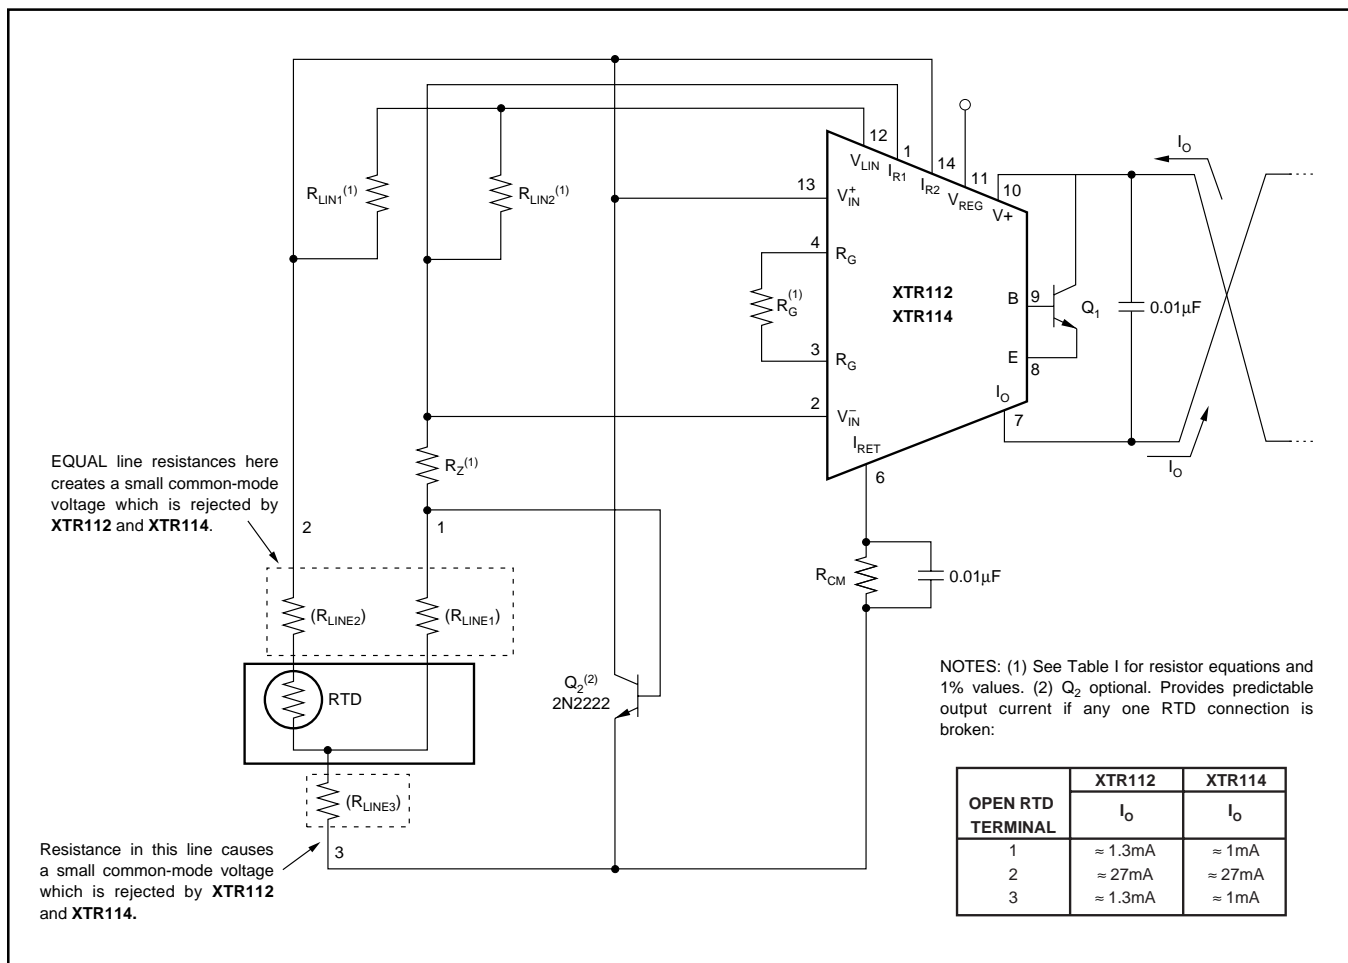 R_LIN1^(1)
R_LIN2^(1)
12
V_LIN
1
I_R1
14
I_R2
11
V_REG
10
V+
13
V_IN^+
4
R_G
R_G^(1)
3
R_G
2
V_IN^−
XTR112
XTR114
B
9
E
8
I_O
7
I_RET
6
Q_1
0.01μF
I_O
I_O
R_Z^(1)
EQUAL line resistances here
creates a small common-mode
voltage which is rejected by
XTR112 and XTR114.
2
1
(R_LINE2)
(R_LINE1)
RTD
Q_2^(2)
2N2222
R_CM
0.01μF
(R_LINE3)
3
Resistance in this line causes
a small common-mode voltage
which is rejected by XTR112
and XTR114.
NOTES: (1) See Table I for resistor equations and
1% values. (2) Q_2 optional. Provides predictable
output current if any one RTD connection is
broken:
XTR112 XTR114
OPEN RTD
TERMINAL
I_O I_O
1 ≈ 1.3mA ≈ 1mA
2 ≈ 27mA ≈ 27mA
3 ≈ 1.3mA ≈ 1mA